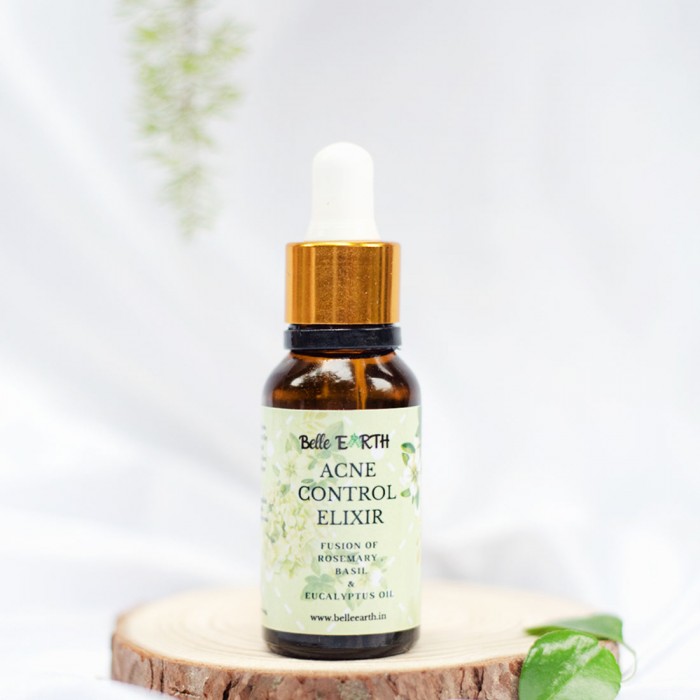 Belle EARTH
ACNE
CONTROL
ELIXIR
FUSION OF
ROSEMARY,
BASIL
&
EUCALYPTUS OIL
www.belleearth.in